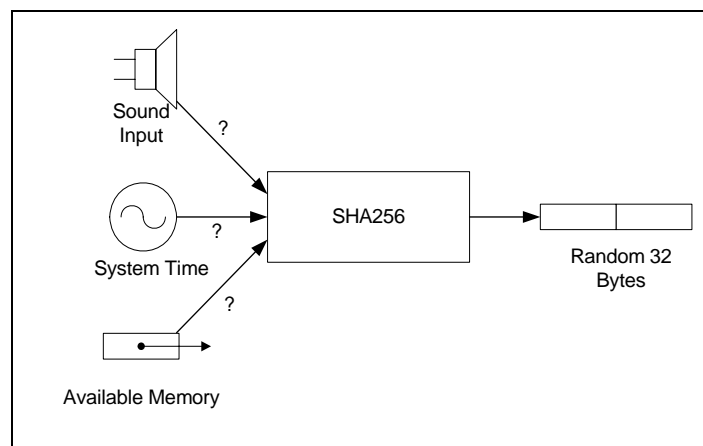 Sound
Input
?
SHA256
?
System Time
Random 32
Bytes
?
Available Memory